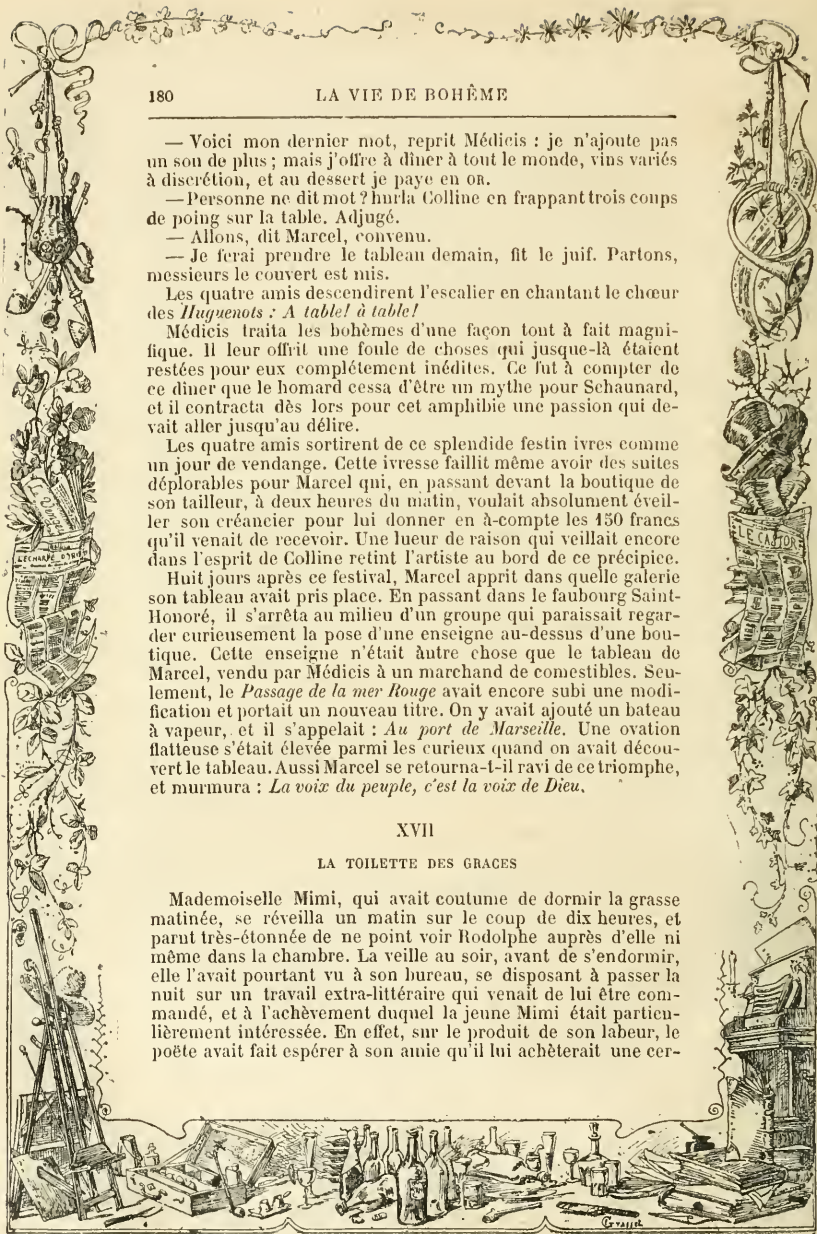 180 LA VIE DE BOHÊME
— Voici mon dernier mot, reprit Médicis : je n'ajoute pas
un sou de plus ; mais j'offre à dîner à tout le monde, vins variés
à discrétion, et au dessert je paye en OR.
— Personne ne dit mot ? hurla Colline en frappant trois coups
de poing sur la table. Adjugé.
— Allons, dit Marcel, convenu.
— Je ferai prendre le tableau demain, fit le juif. Partons,
messieurs le couvert est mis.
Les quatre amis descendirent l'escalier en chantant le chœur
des Huguenots : A table! à table!
Médicis traita les bohèmes d'une façon tout à fait magni-
fique. Il leur offrit une foule de choses qui jusque-là étaient
restées pour eux complétement inédites. Ce fut à compter de
ce dîner que le homard cessa d'être un mythe pour Schaunard,
et il contracta dès lors pour cet amphibie une passion qui de-
vait aller jusqu'au délire.
Les quatre amis sortirent de ce splendide festin ivres comme
un jour de vendange. Cette ivresse faillit même avoir des suites
déplorables pour Marcel qui, en passant devant la boutique de
son tailleur, à deux heures du matin, voulait absolument éveil-
ler son créancier pour lui donner en à-compte les 150 francs
qu'il venait de recevoir. Une lueur de raison qui veillait encore
dans l'esprit de Colline retint l'artiste au bord de ce précipice.
Huit jours après ce festival, Marcel apprit dans quelle galerie
son tableau avait pris place. En passant dans le faubourg Saint-
Honoré, il s'arrêta au milieu d'un groupe qui paraissait regar-
der curieusement la pose d'une enseigne au-dessus d'une bou-
tique. Cette enseigne n'était àutre chose que le tableau de
Marcel, vendu par Médicis à un marchand de comestibles. Seu-
lement, le Passage de la mer Rouge avait encore subi une modi-
fication et portait un nouveau titre. On y avait ajouté un bateau
à vapeur, et il s'appelait : Au port de Marseille. Une ovation
flatteuse s'était élevée parmi les curieux quand on avait décou-
vert le tableau. Aussi Marcel se retourna-t-il ravi de ce triomphe,
et murmura : La voix du peuple, c'est la voix de Dieu.
XVII
LA TOILETTE DES GRACES
Mademoiselle Mimi, qui avait coutume de dormir la grasse
matinée, se réveilla un matin sur le coup de dix heures, et
parut très-étonnée de ne point voir Rodolphe auprès d'elle ni
même dans la chambre. La veille au soir, avant de s'endormir,
elle l'avait pourtant vu à son bureau, se disposant à passer la
nuit sur un travail extra-littéraire qui venait de lui être com-
mandé, et à l'achèvement duquel la jeune Mimi était particu-
lièrement intéressée. En effet, sur le produit de son labeur, le
poëte avait fait espérer à son amie qu'il lui achèterait une cer-
LE CASTOR
L'ECHARPE D'IRIS
Grasset